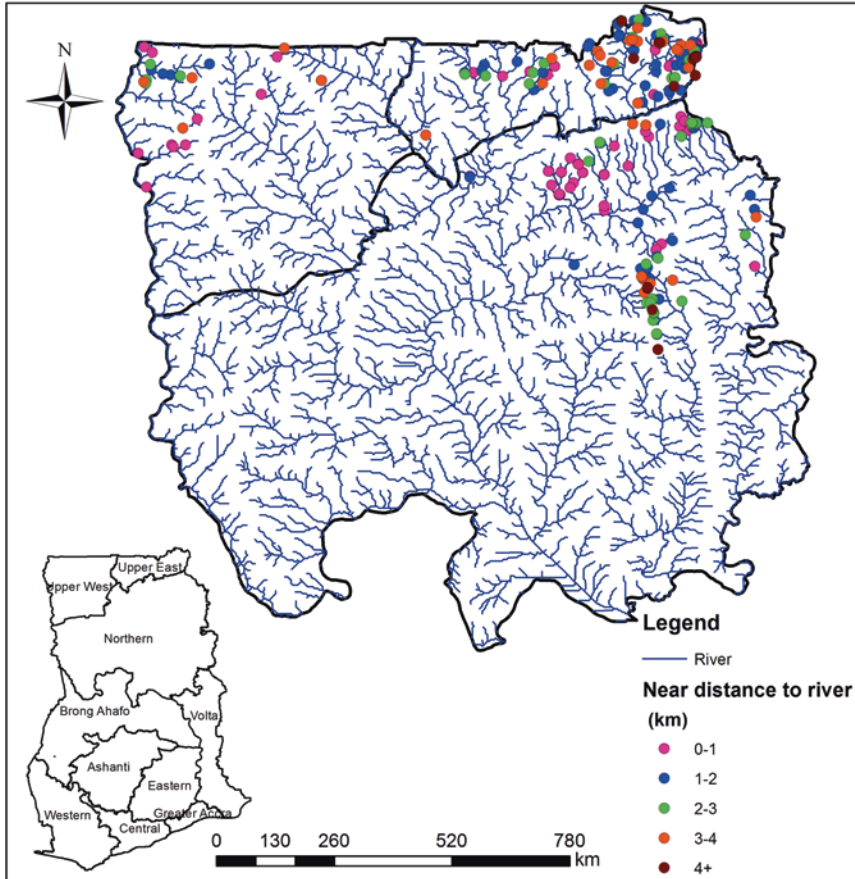 N
Upper East
Upper West
Northern
Brong Ahafo
Volta
Ashanti
Eastern
Western
Greater Accra
Central
Legend
River
Near distance to river
(km)
0-1
1-2
2-3
3-4
4+
0 130 260 520 780
km